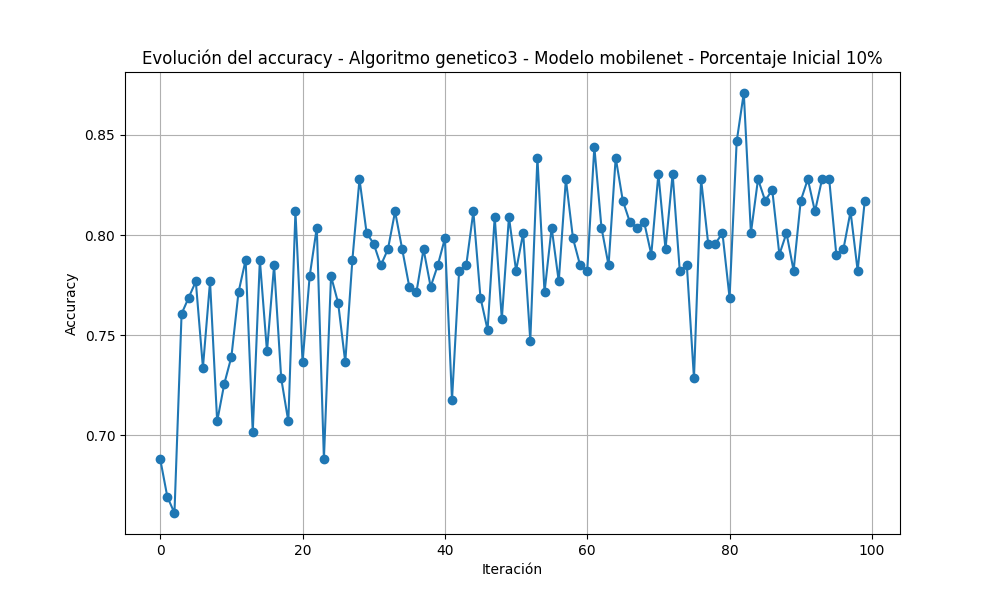 Evolución del accuracy - Algoritmo genetico3 - Modelo mobilenet - Porcentaje Inicial 10%
Accuracy
0.85
0.80
0.75
0.70
0 20 40 60 80 100
Iteración